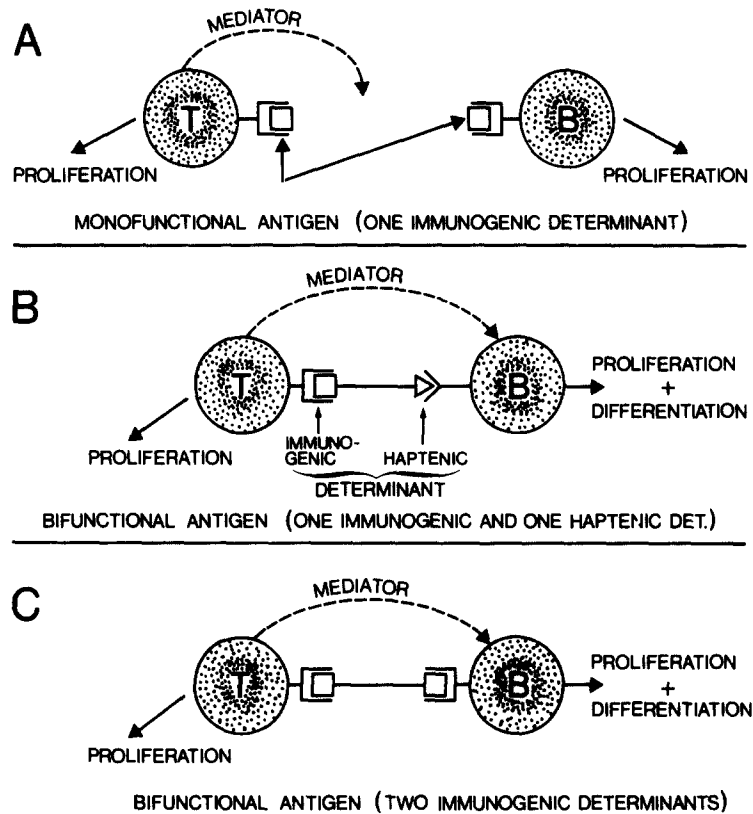 A
MEDIATOR
T
B
PROLIFERATION
PROLIFERATION
MONOFUNCTIONAL ANTIGEN (ONE IMMUNOGENIC DETERMINANT)
B
MEDIATOR
T
B
PROLIFERATION
+
DIFFERENTIATION
PROLIFERATION
IMMUNO-
GENIC
HAPTENIC
DETERMINANT
BIFUNCTIONAL ANTIGEN (ONE IMMUNOGENIC AND ONE HAPTENIC DET.)
C
MEDIATOR
T
B
PROLIFERATION
+
DIFFERENTIATION
PROLIFERATION
BIFUNCTIONAL ANTIGEN (TWO IMMUNOGENIC DETERMINANTS)